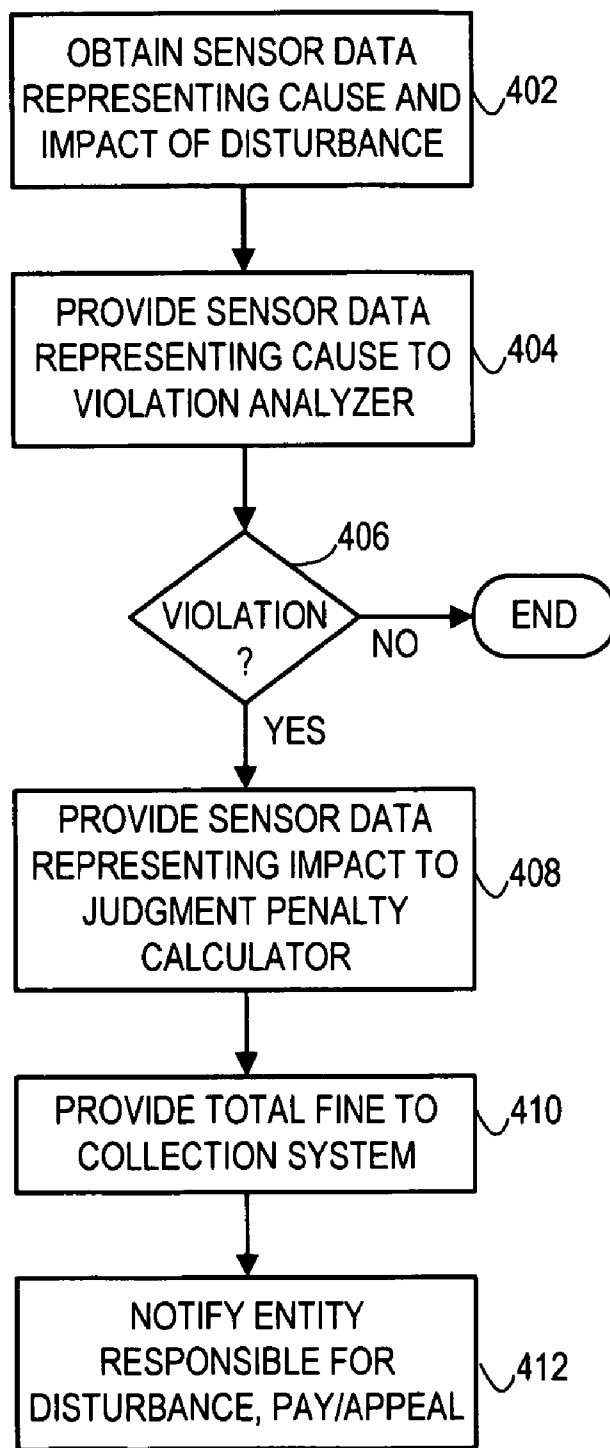 OBTAIN SENSOR DATA
REPRESENTING CAUSE AND
IMPACT OF DISTURBANCE
402
PROVIDE SENSOR DATA
REPRESENTING CAUSE TO
VIOLATION ANALYZER
404
406
VIOLATION
?
NO
END
YES
PROVIDE SENSOR DATA
REPRESENTING IMPACT TO
JUDGMENT PENALTY
CALCULATOR
408
PROVIDE TOTAL FINE TO
COLLECTION SYSTEM
410
NOTIFY ENTITY
RESPONSIBLE FOR
DISTURBANCE, PAY/APPEAL
412